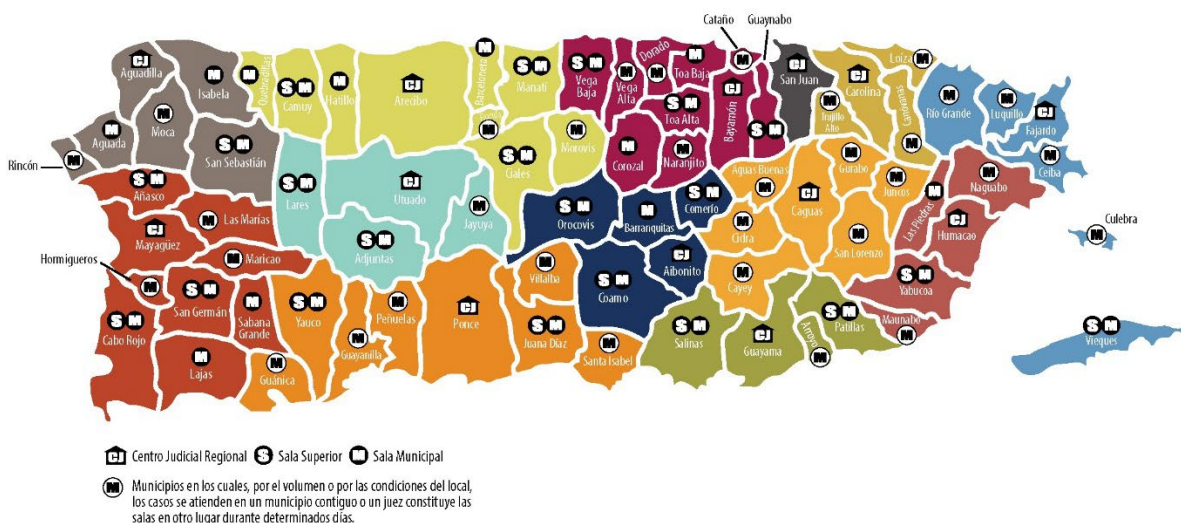 Cataño
Guaynabo
Aguadilla
Isabela
Quebradillas
Camuy
Hatillo
Arecibo
Barceloneta
Manatí
Vega
Baja
Vega
Alta
Dorado
Toa Baja
Toa Alta
Bayamón
San Juan
Carolina
Trujillo
Alto
Loíza
Canóvanas
Río Grande
Luquillo
Fajardo
Ceiba
Moca
Aguada
Rincón
San Sebastián
Lares
Utuado
Ciales
Morovis
Corozal
Naranjito
Aguas Buenas
Gurabo
Juncos
Las Piedras
Naguabo
Humacao
Culebra
Añasco
Las Marías
Mayagüez
Maricao
Hormigueros
Adjuntas
Jayuya
Orocovis
Barranquitas
Comerío
Cidra
Caguas
San Lorenzo
Aibonito
Cayey
Yabucoa
Cabo Rojo
San Germán
Sabana
Grande
Yauco
Guayanilla
Peñuelas
Ponce
Villalba
Juana Díaz
Coamo
Salinas
Guayama
Arroyo
Patillas
Maunabo
Vieques
Lajas
Guánica
Santa Isabel
CJ Centro Judicial Regional S Sala Superior M Sala Municipal
M Municipios en los cuales, por el volumen o por las condiciones del local,
los casos se atienden en un municipio contiguo o un juez constituye las
salas en otro lugar durante determinados días.